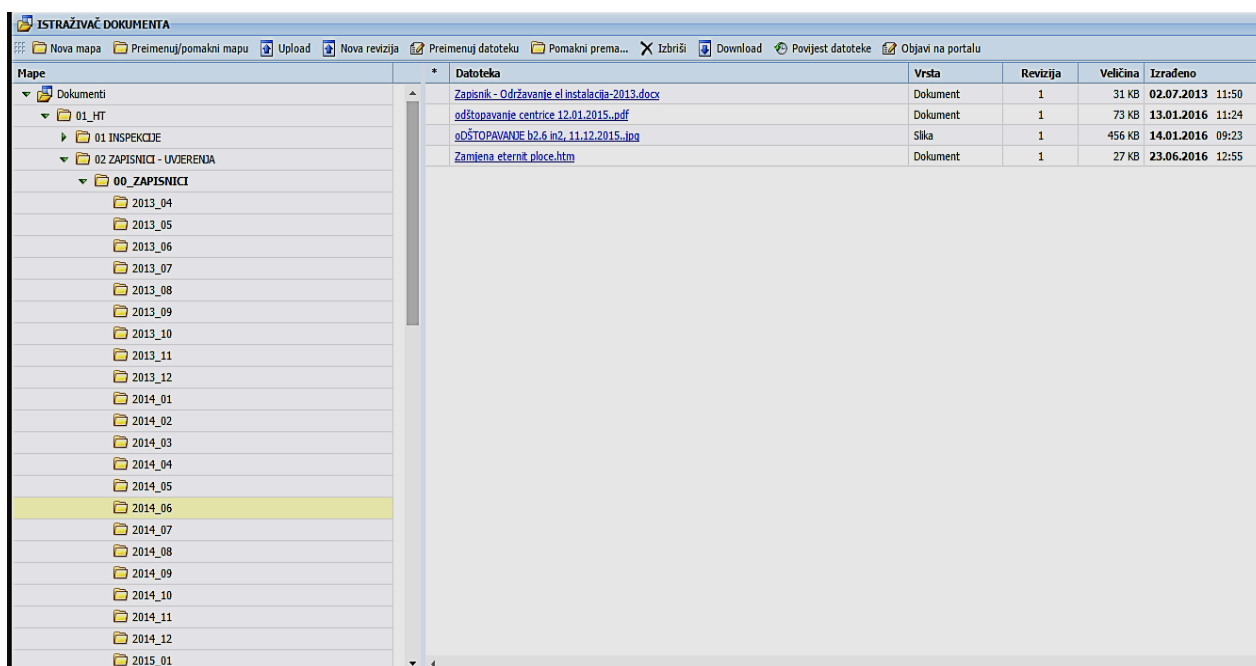 ISTRAŽIVAČ DOKUMENTA
Nova mapa Preimenuj/pomakni mapu Upload Nova revizija Preimenuj datoteku Pomakni prema... Izbriši Download Povijest datoteke Objavi na portalu
Mape * Datoteka Vrsta Revizija Veličina Izrađeno
Dokumenti Zapisnik - Održavanje el instalacija-2013.docx Dokument 1 31 KB 02.07.2013 11:50
01_HT odštopavanje centrice 12.01.2015..pdf Dokument 1 73 KB 13.01.2016 11:24
01 INSPEKCIJE oDŠTOPAVANJE b2.6 in2, 11.12.2015..jpg Slika 1 456 KB 14.01.2016 09:23
02 ZAPISNICI - UVJERENJA Zamjena eternit ploce.htm Dokument 1 27 KB 23.06.2016 12:55
00_ZAPISNICI
2013_04
2013_05
2013_06
2013_07
2013_08
2013_09
2013_10
2013_11
2013_12
2014_01
2014_02
2014_03
2014_04
2014_05
2014_06
2014_07
2014_08
2014_09
2014_10
2014_11
2014_12
2015_01